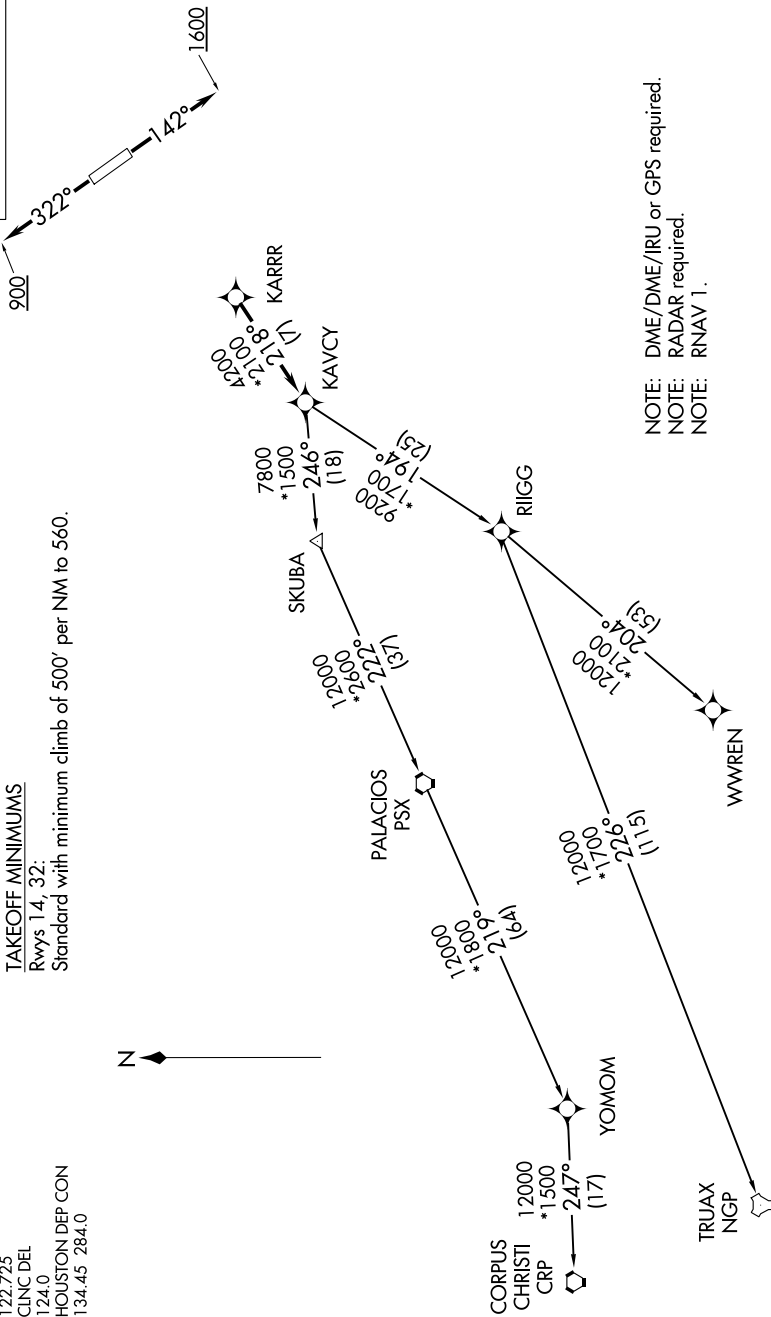 122.725
CLNC DEL
124.0
HOUSTON DEP CON
134.45 284.0
TAKEOFF MINIMUMS
Rwys 14, 32:
Standard with minimum climb of 500' per NM to 560.
900
322°
142°
1600
KARRR
4200
*2100
218°
(7)
KAVCY
7800
*1500
246°
(18)
SKUBA
9200
*1700
194°
(25)
RIIGG
12000
*2600
222°
(37)
PALACIOS
PSX
12000
*2100
204°
(53)
WWREN
12000
*1800
219°
(64)
YOMOM
12000
*1700
226°
(115)
TRUAX
NGP
12000
*1500
247°
(17)
CORPUS
CHRISTI
CRP
N
NOTE: DME/DME/IRU or GPS required.
NOTE: RADAR required.
NOTE: RNAV 1.